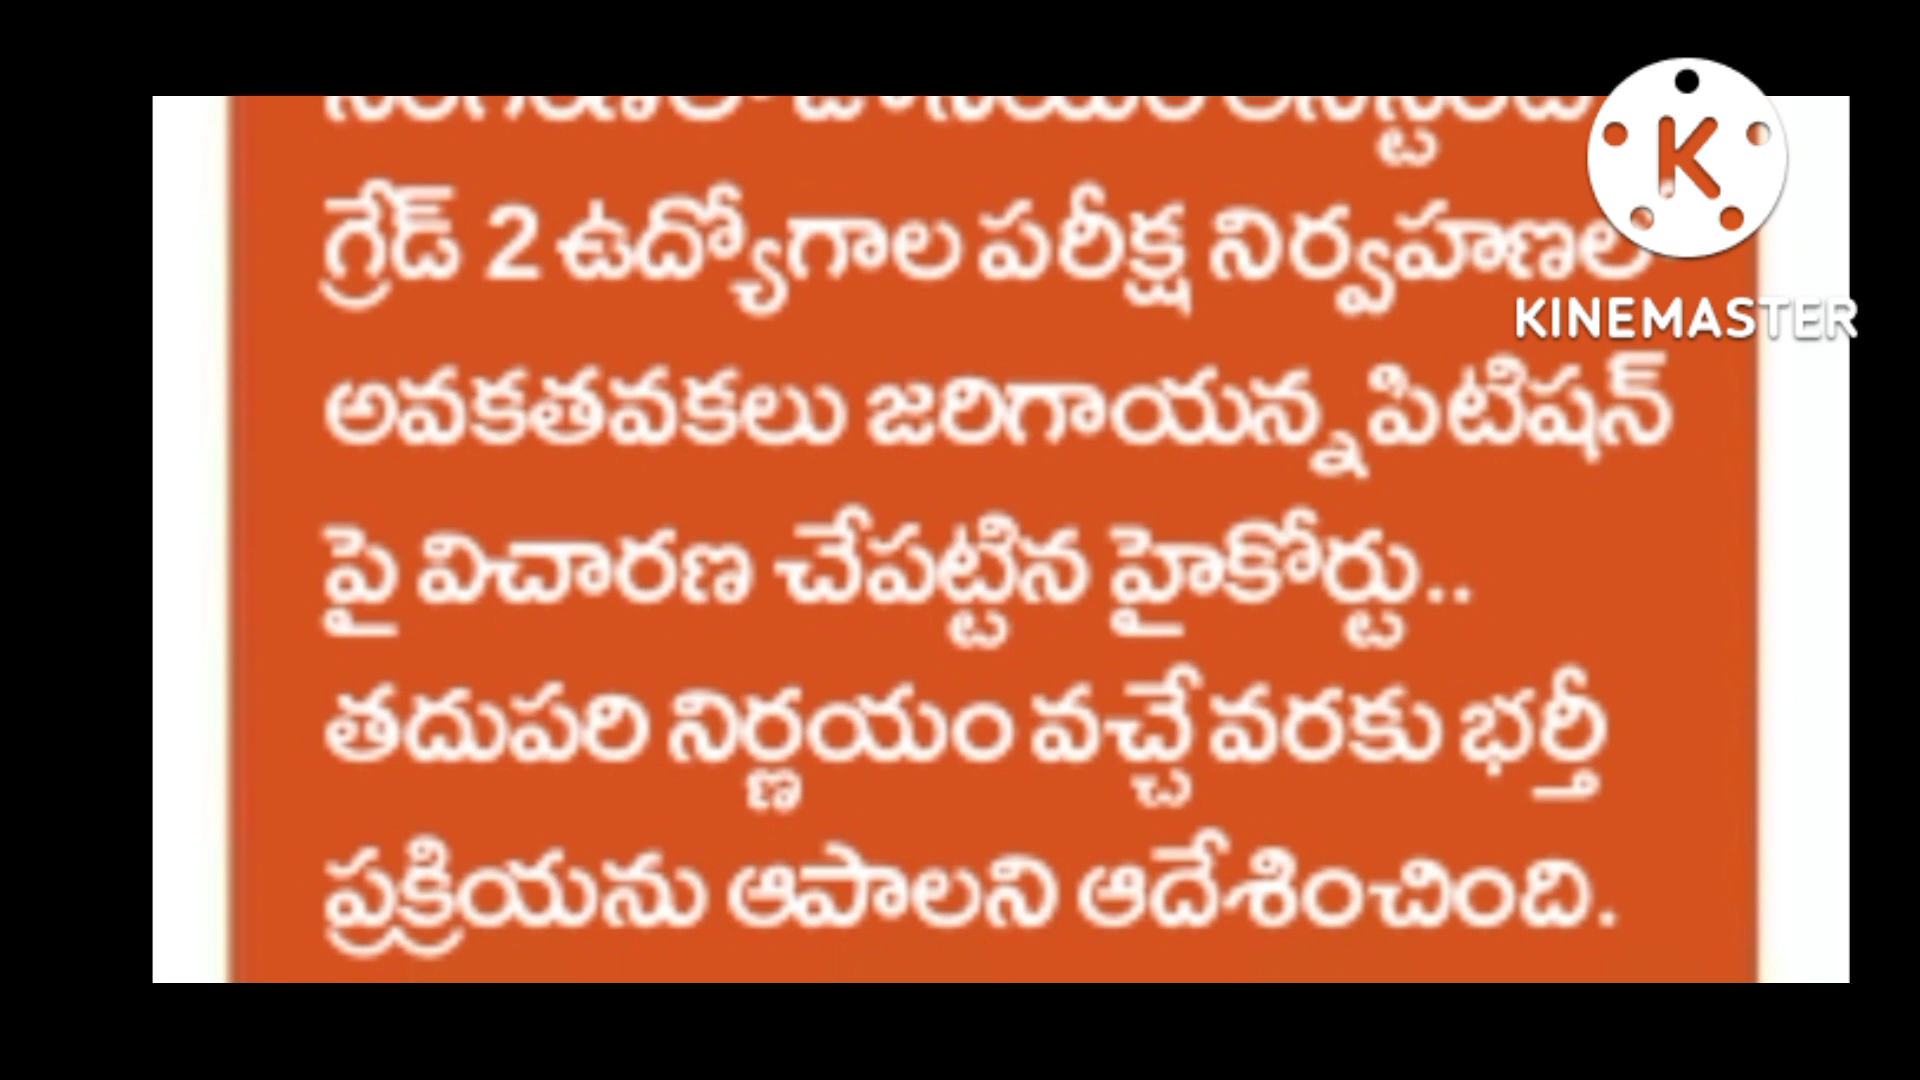 గ్రేడ్ 2 ఉద్యోగాల పరీక్ష నిర్వహణల
అవకతవకలు జరిగాయన్న పిటిషన్
పై విచారణ చేపట్టిన హైకోర్టు..
తదుపరి నిర్ణయం వచ్చే వరకు భర్తీ
ప్రక్రియను ఆపాలని ఆదేశించింది.
K
KINEMASTER